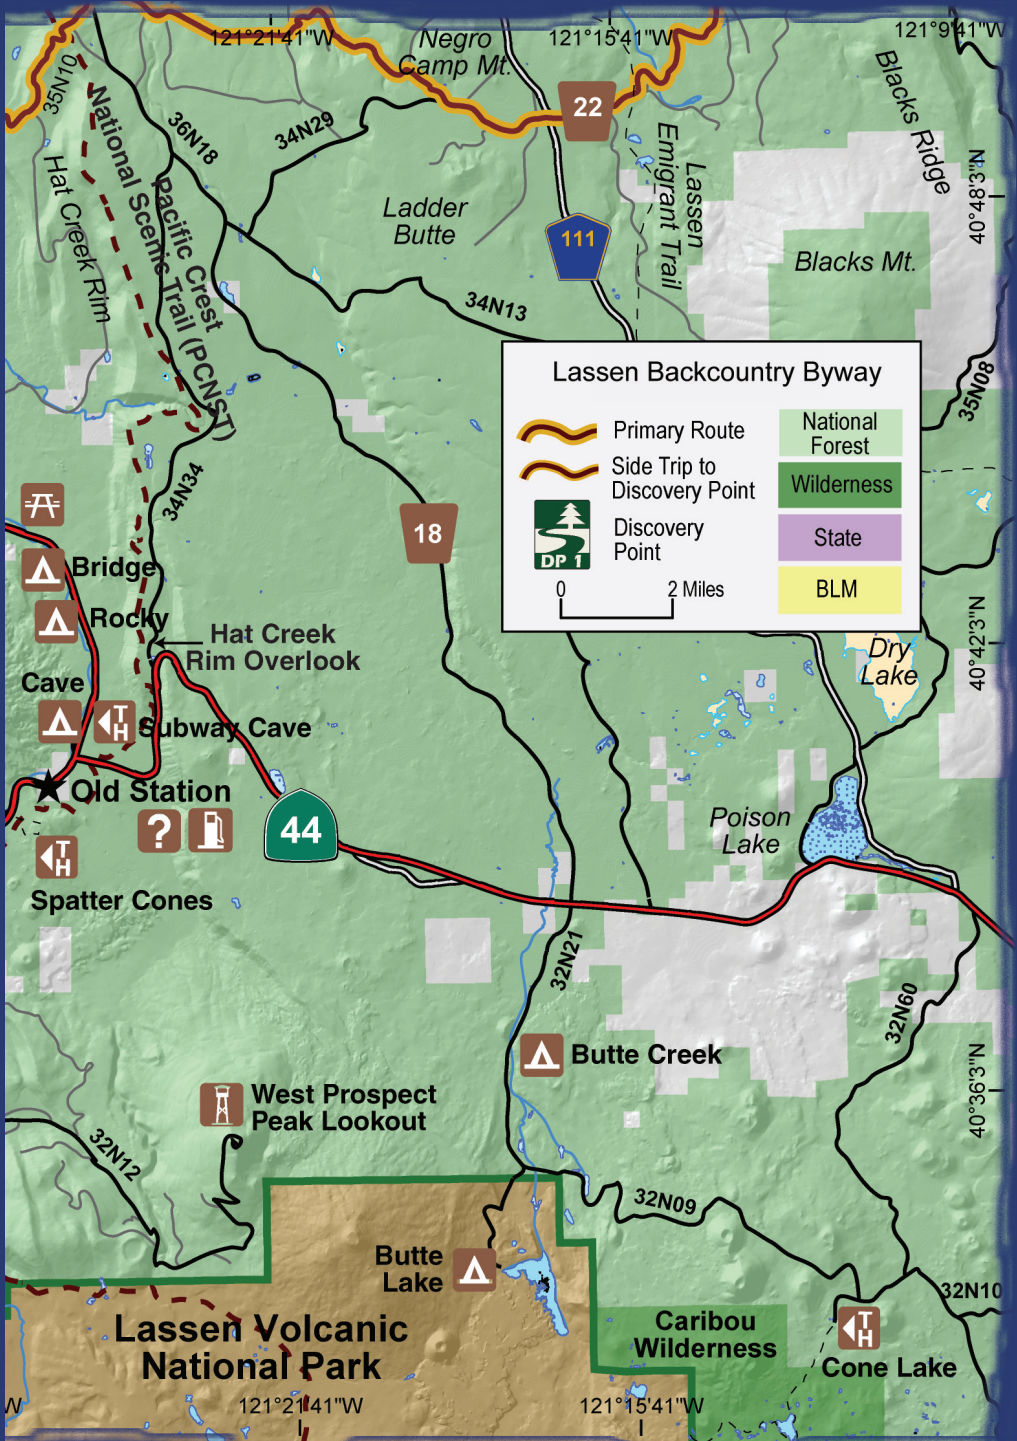 121°21'41"W
121°15'41"W
121°9'41"W
Negro
Camp Mt.
35N10
22
Blacks Ridge
National Scenic Trail (PCNST)
Pacific Crest
36N18
34N29
Hat Creek Rim
Lassen
Emigrant Trail
40°48'3"N
Ladder
Butte
111
Blacks Mt.
34N13
35N08
Lassen Backcountry Byway
Primary Route
Side Trip to
Discovery Point
DP 1
Discovery
Point
0 2 Miles
National
Forest
Wilderness
State
BLM
34N34
18
Bridge
Rocky
Hat Creek
Rim Overlook
Cave
TH
Subway Cave
40°42'3"N
Dry
Lake
Old Station
?
44
Poison
Lake
TH
Spatter Cones
32N21
32N60
Butte Creek
West Prospect
Peak Lookout
40°36'3"N
32N12
32N09
Butte
Lake
32N10
Lassen Volcanic
National Park
Caribou
Wilderness
TH
Cone Lake
W
121°21'41"W
121°15'41"W